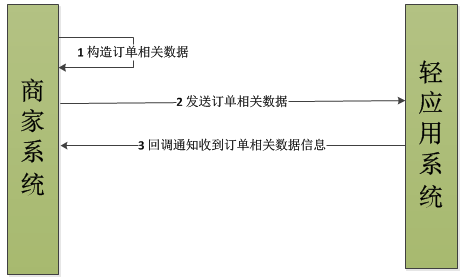 商家系统
1 构造订单相关数据
2 发送订单相关数据
3 回调通知收到订单相关数据信息
轻应用系统